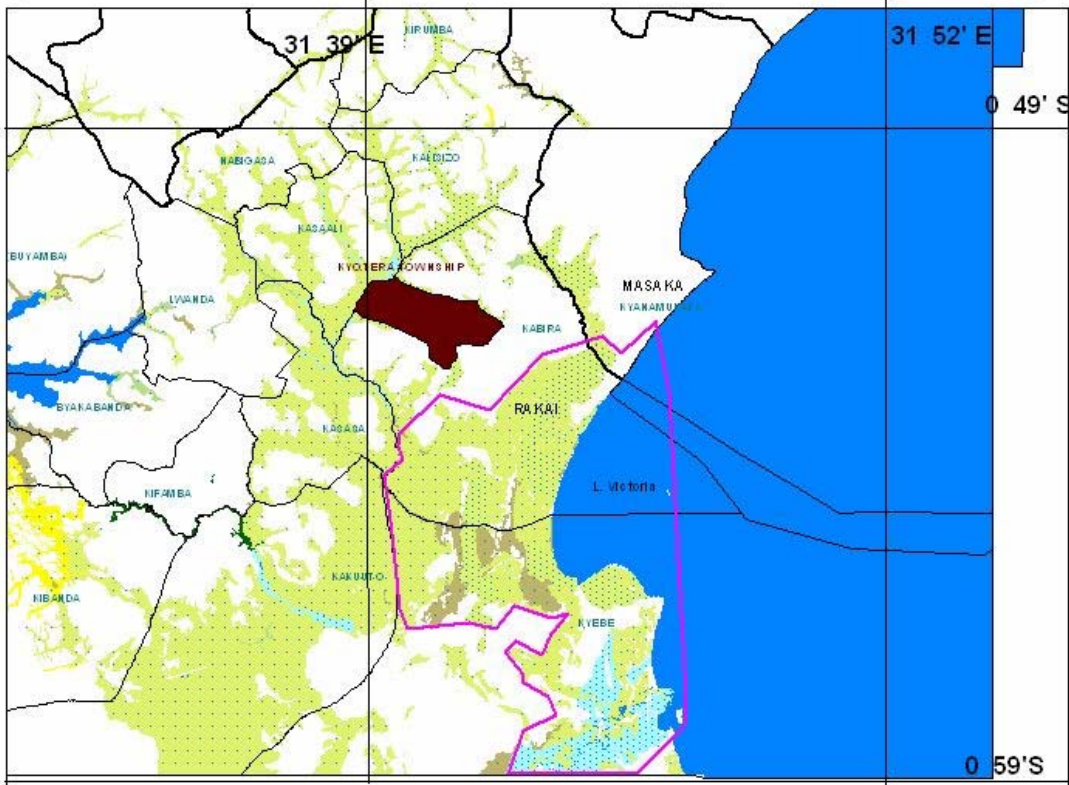 KIRUMBA
31 39' E
31 52' E
0 49' S
NABIGASA
KALISIZO
KASAALI
(BUYAMBA)
KYOTERA TOWNSHIP
MASAKA
LWANDA
KABIRA
BYAKABANDA
RAKAI
KASASA
L. Victoria
KIFAMBA
KAKUUTO
KIBANDA
KYEBE
0 59'S